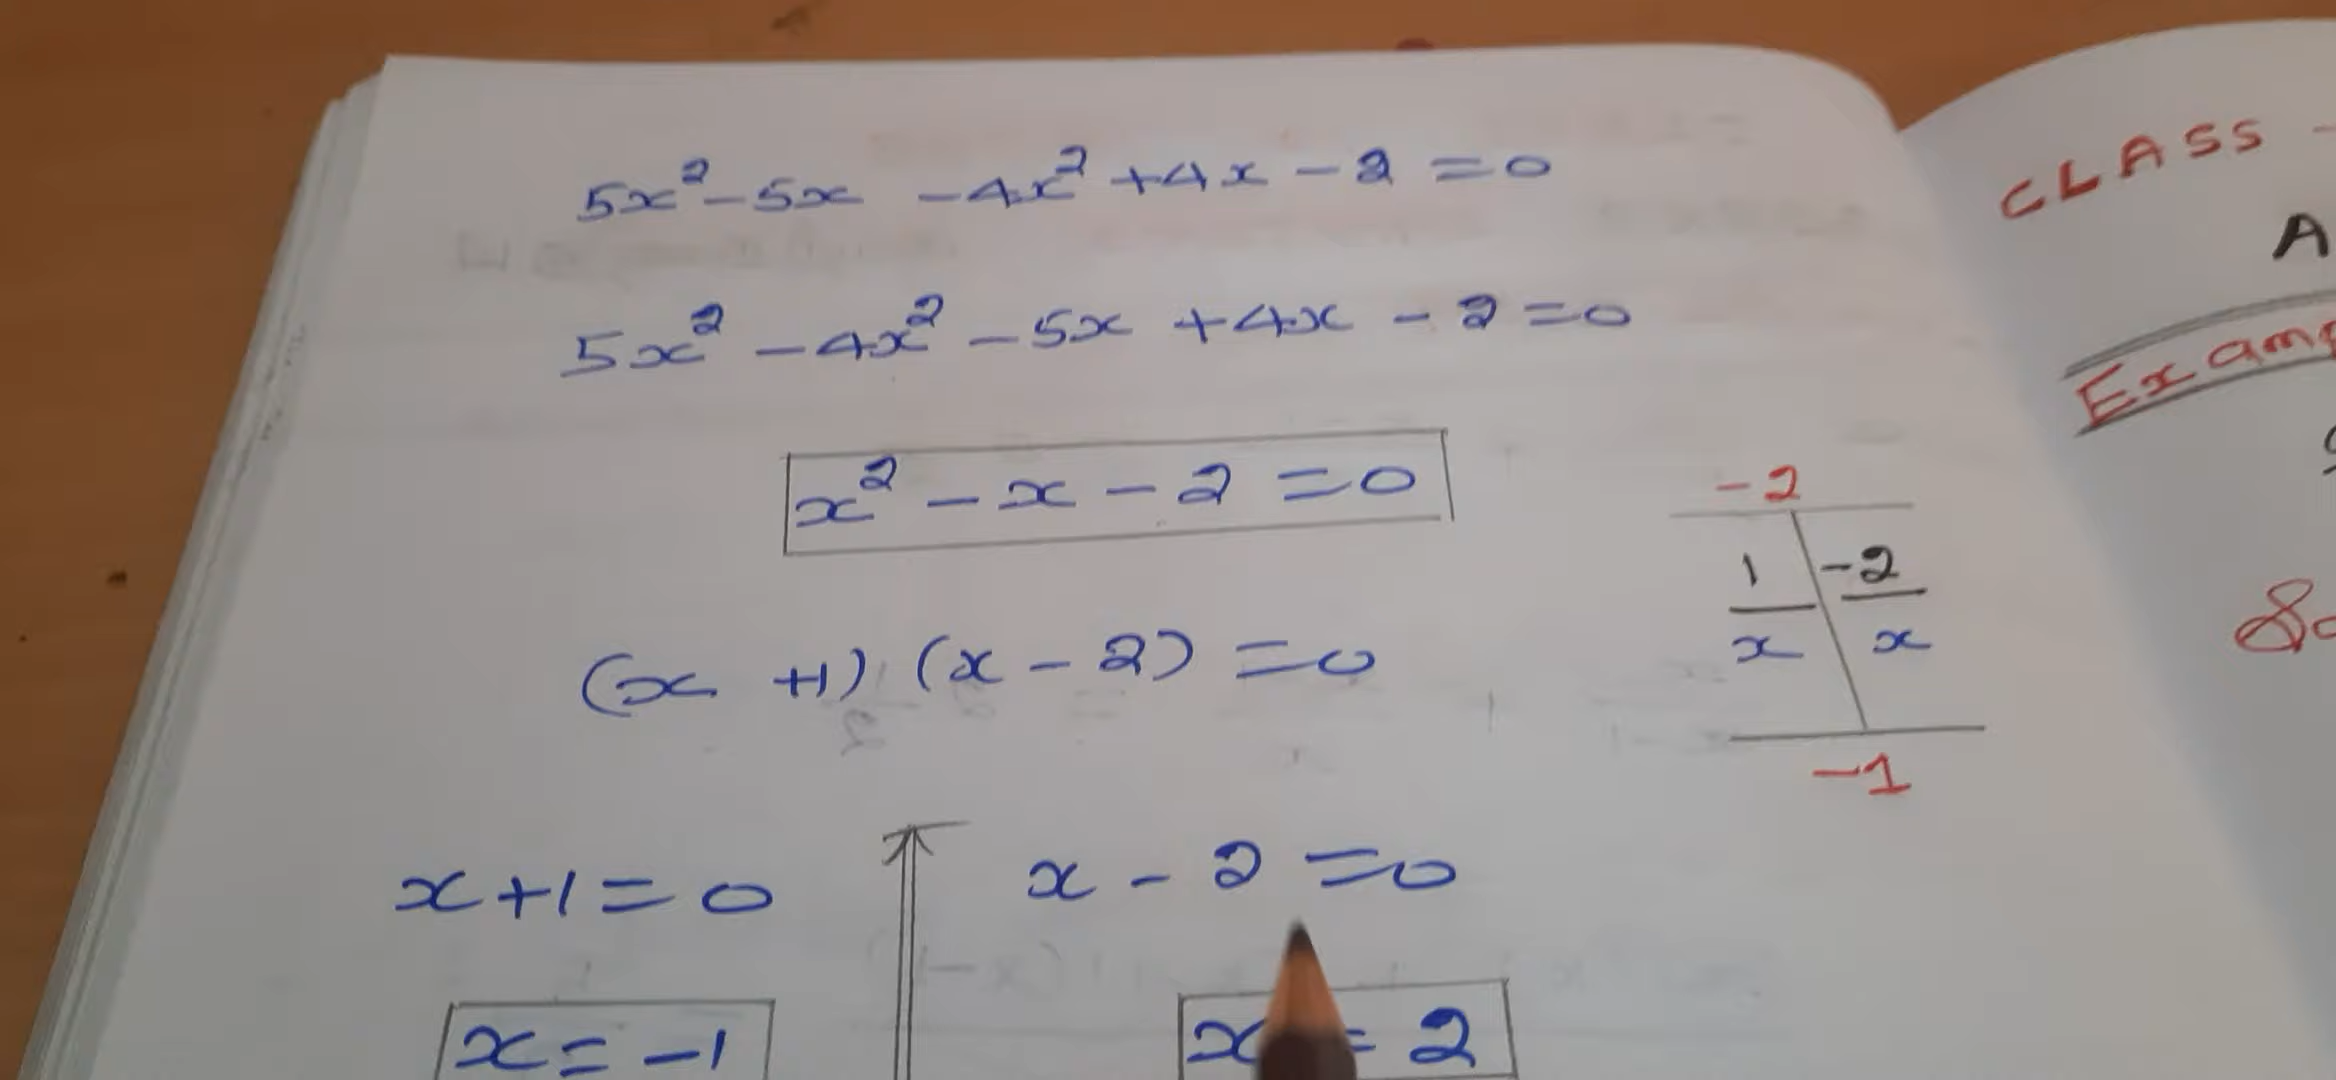 5x² - 5x - 4x² + 4x - 2 = 0
5x² - 4x² - 5x + 4x - 2 = 0
x² - x - 2 = 0
(x + 1) (x - 2) = 0
x + 1 = 0
x = -1
x - 2 = 0
x = 2
-2
1 -2
x x
-1
CLASS -
A